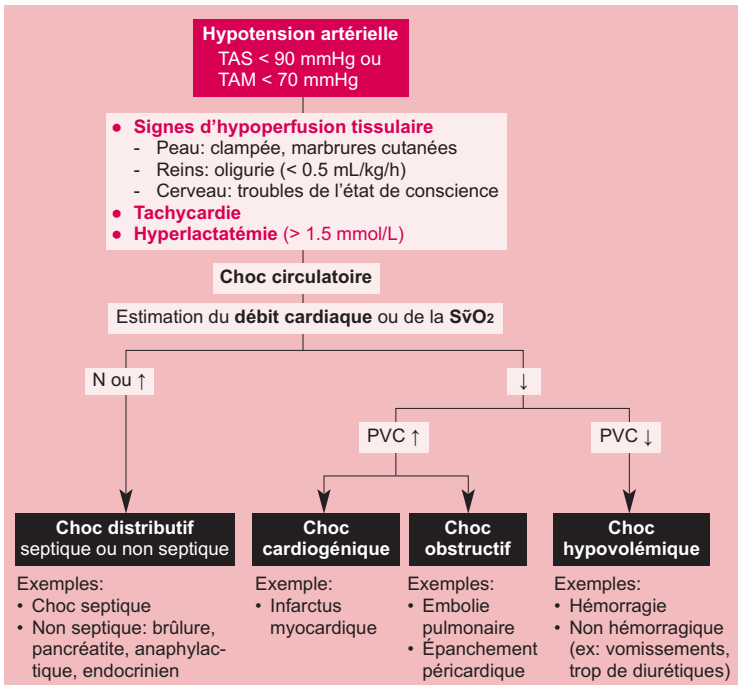 Hypotension artérielle
TAS < 90 mmHg ou
TAM < 70 mmHg
● Signes d'hypoperfusion tissulaire
- Peau: clampée, marbrures cutanées
- Reins: oligurie (< 0.5 mL/kg/h)
- Cerveau: troubles de l'état de conscience
● Tachycardie
● Hyperlactatémie (> 1.5 mmol/L)
Choc circulatoire
Estimation du débit cardiaque ou de la Sv̄O₂
N ou ↑
↓
PVC ↑
PVC ↓
Choc distributif
septique ou non septique
Exemples:
• Choc septique
• Non septique: brûlure,
pancréatite, anaphylac-
tique, endocrinien
Choc
cardiogénique
Exemple:
• Infarctus
myocardique
Choc
obstructif
Exemples:
• Embolie
pulmonaire
• Épanchement
péricardique
Choc
hypovolémique
Exemples:
• Hémorragie
• Non hémorragique
(ex: vomissements,
trop de diurétiques)